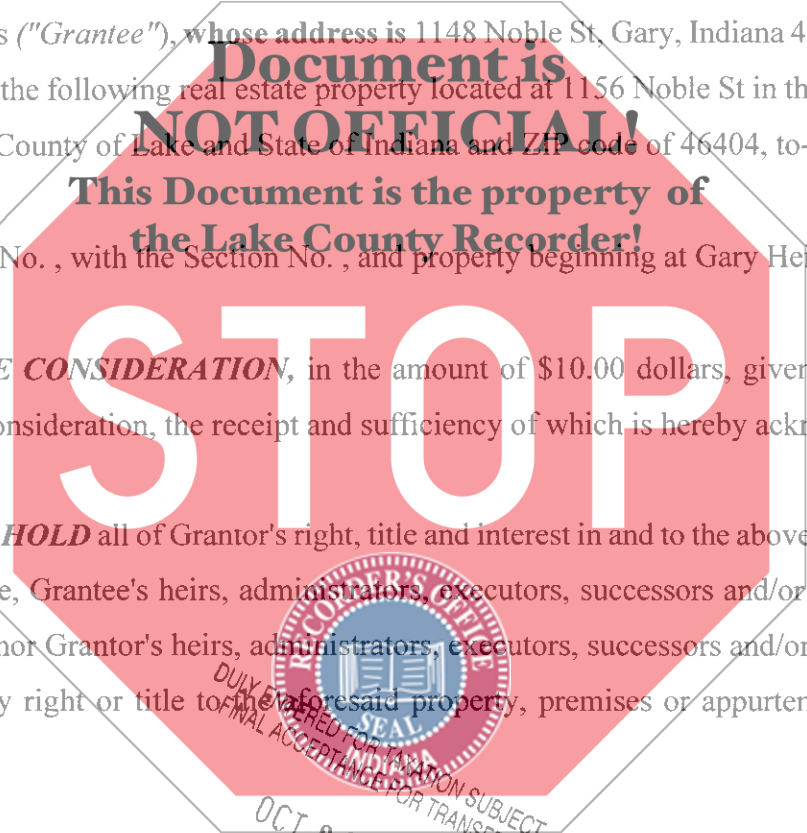 s ("Grantee"), whose address is 1148 Noble St, Gary, Indiana 4
Document is
the following real estate property located at 1156 Noble St in th
NOT OFFICIAL!
County of Lake and State of Indiana and ZIP code of 46404, to-
This Document is the property of
the Lake County Recorder!
No. , with the Section No. , and property beginning at Gary Hei
STOP
E CONSIDERATION, in the amount of $10.00 dollars, given
onsideration, the receipt and sufficiency of which is hereby ackn
HOLD all of Grantor's right, title and interest in and to the above
e, Grantee's heirs, administrators, executors, successors and/or
nor Grantor's heirs, administrators, executors, successors and/or
y right or title to the aforesaid property, premises or appurten
RECORDER'S OFFICE
SEAL
INDIANA
DULY ENTERED FOR TAXATION SUBJECT
FINAL ACCEPTANCE FOR TRANSFER
OCT